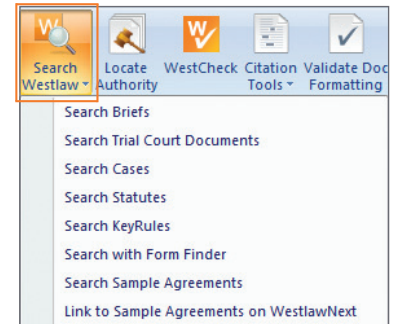 Search Locate WestCheck Citation Validate Doc
Westlaw Authority Tools Formatting
Search Briefs
Search Trial Court Documents
Search Cases
Search Statutes
Search KeyRules
Search with Form Finder
Search Sample Agreements
Link to Sample Agreements on WestlawNext